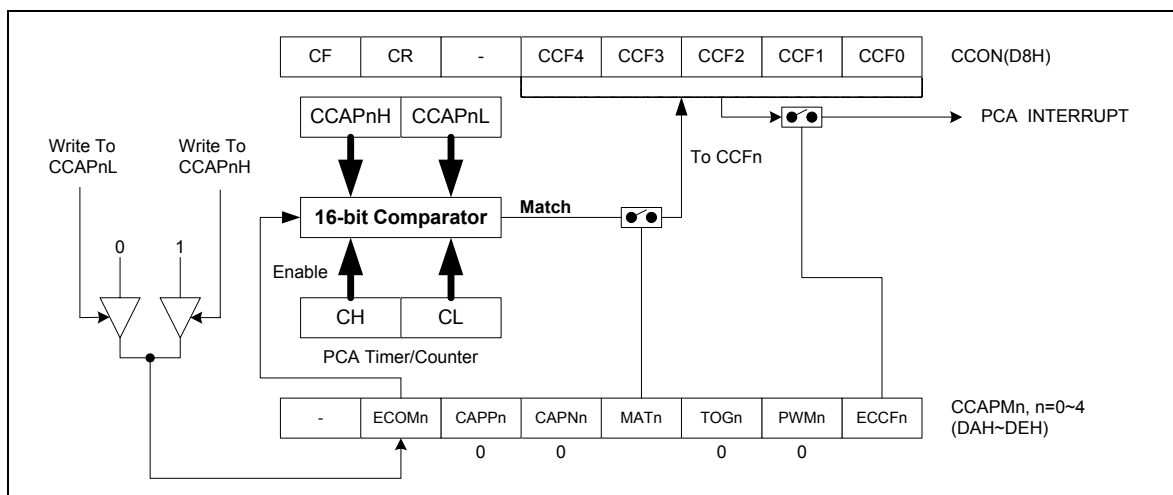 CF CR - CCF4 CCF3 CCF2 CCF1 CCF0 CCON(D8H)
CCAPnH CCAPnL
PCA INTERRUPT
Write To
CCAPnL
Write To
CCAPnH
To CCFn
16-bit Comparator
Match
0 1
Enable
CH CL
PCA Timer/Counter
- ECOMn CAPPn CAPNn MATn TOGn PWMn ECCFn
CCAPMn, n=0~4
(DAH~DEH)
0 0 0 0